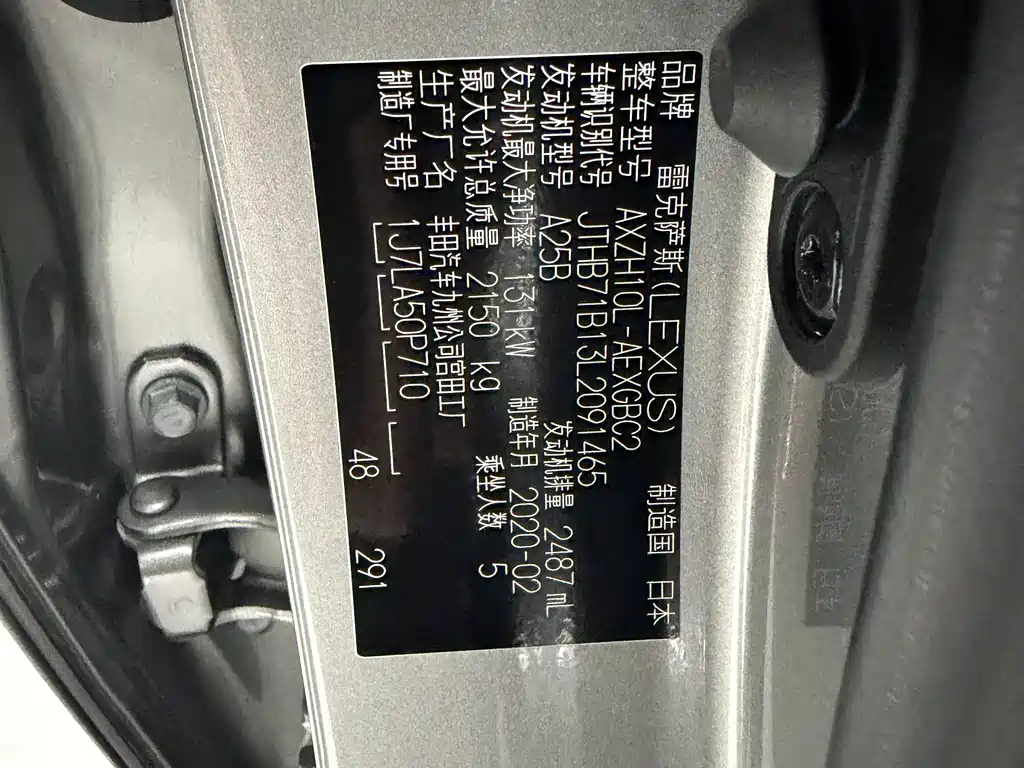 品牌 雷克萨斯(LEXUS) 制造国 日本
整车型号 AXZH10L-AEXGBC2
车辆识别代号 JTHB71B13L2091465
发动机型号 A25B 发动机排量 2487 mL
发动机最大净功率 131 kW 制造年月 2020-02
最大允许总质量 2150 kg 乘坐人数 5
生产厂名 丰田汽车九州公司宫田工厂
制造厂专用号 1J7LA50P710
48 291